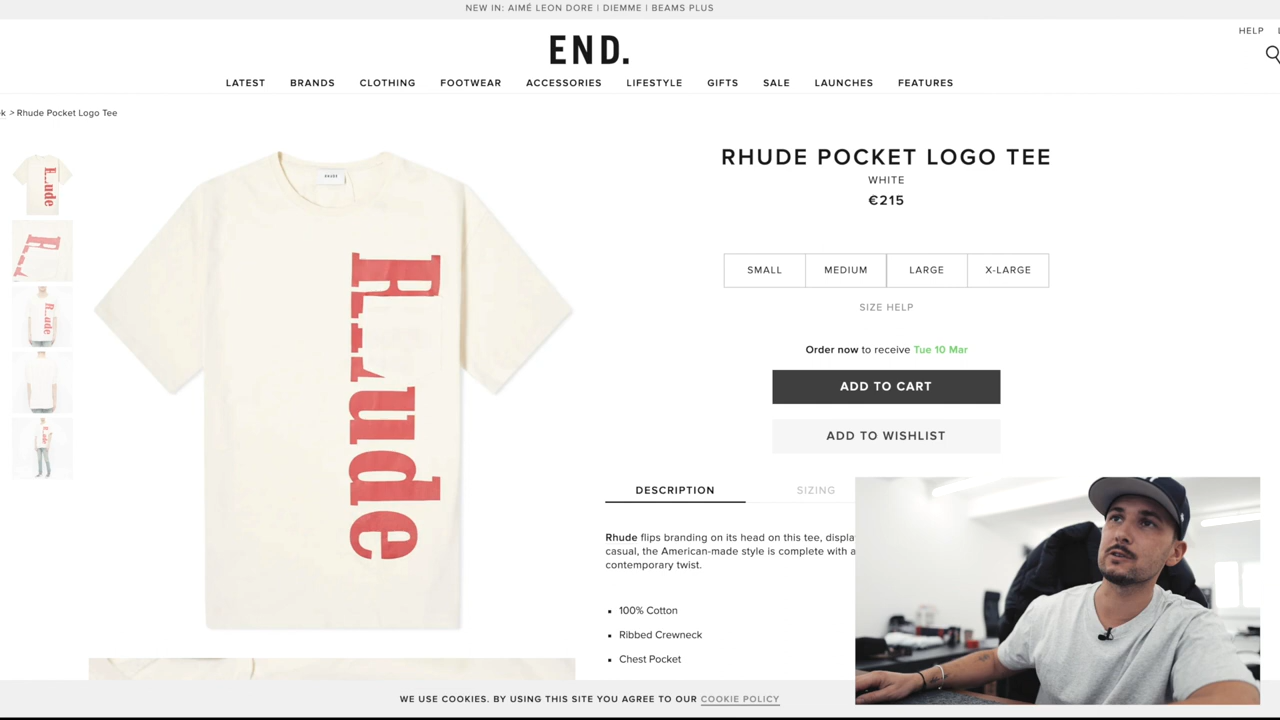 NEW IN: AIMÉ LEON DORE | DIEMME | BEAMS PLUS
HELP
END.
LATEST BRANDS CLOTHING FOOTWEAR ACCESSORIES LIFESTYLE GIFTS SALE LAUNCHES FEATURES
k > Rhude Pocket Logo Tee
RHUDE POCKET LOGO TEE
WHITE
€215
RHUDE
R__ude
SMALL MEDIUM LARGE X-LARGE
SIZE HELP
Order now to receive Tue 10 Mar
ADD TO CART
ADD TO WISHLIST
DESCRIPTION SIZING
Rhude flips branding on its head on this tee, displa
casual, the American-made style is complete with a
contemporary twist.
▪ 100% Cotton
▪ Ribbed Crewneck
▪ Chest Pocket
WE USE COOKIES. BY USING THIS SITE YOU AGREE TO OUR COOKIE POLICY